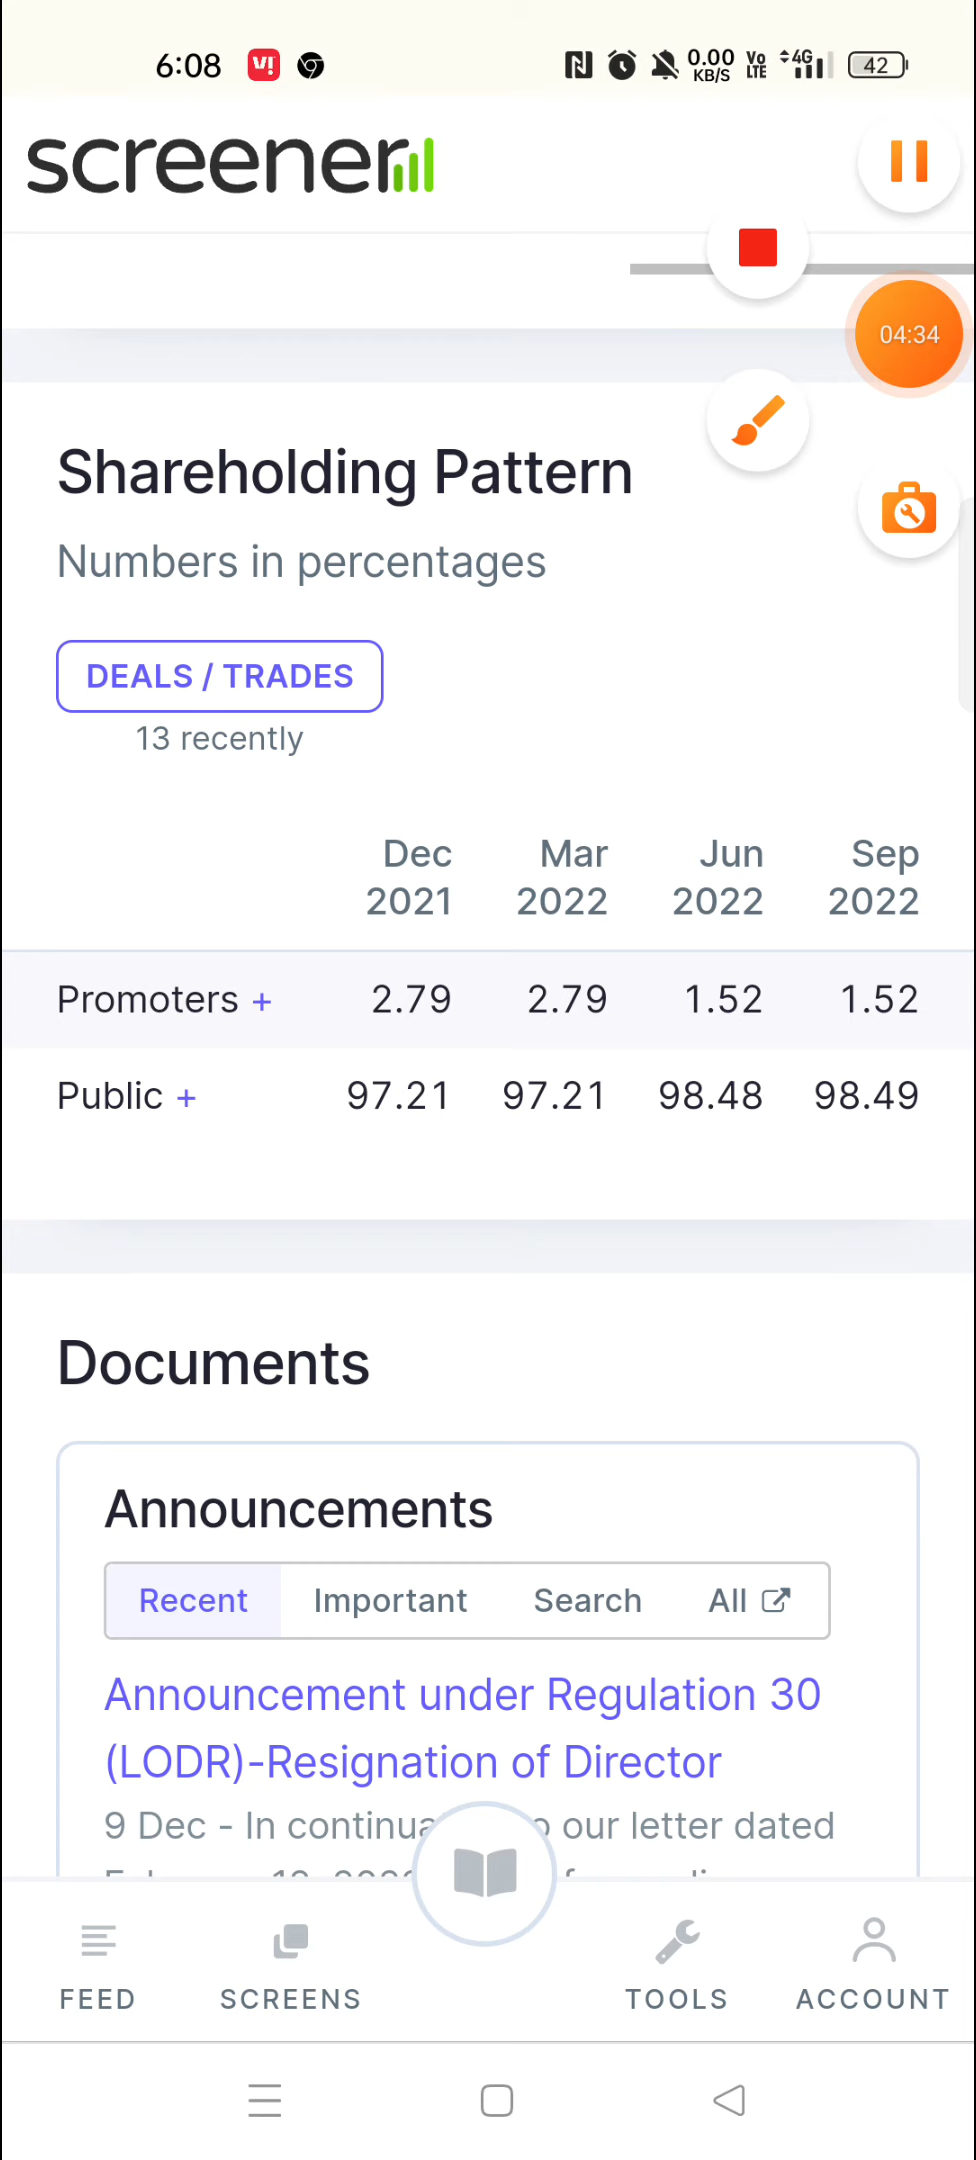 6:08 V! 0.00 KB/S Vo LTE 4G 42
screener
04:34
Shareholding Pattern
Numbers in percentages
DEALS / TRADES
13 recently
Dec 2021 Mar 2022 Jun 2022 Sep 2022
Promoters + 2.79 2.79 1.52 1.52
Public + 97.21 97.21 98.48 98.49
Documents
Announcements
Recent Important Search All
Announcement under Regulation 30
(LODR)-Resignation of Director
9 Dec - In our letter dated
FEED SCREENS TOOLS ACCOUNT